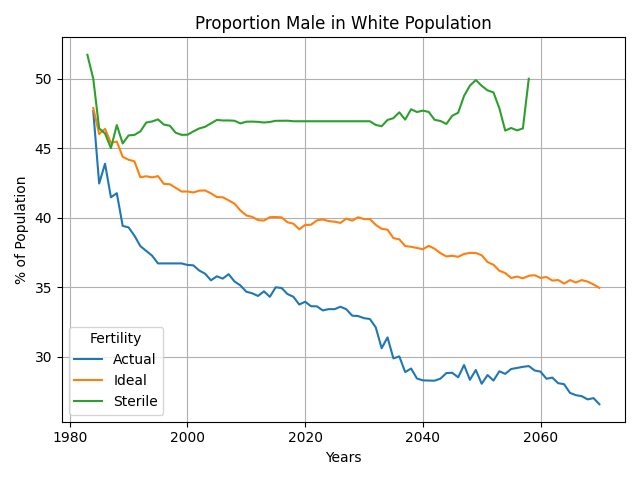 Proportion Male in White Population
% of Population
50
45
40
35
30
Fertility
Actual
Ideal
Sterile
1980
2000
2020
2040
2060
Years